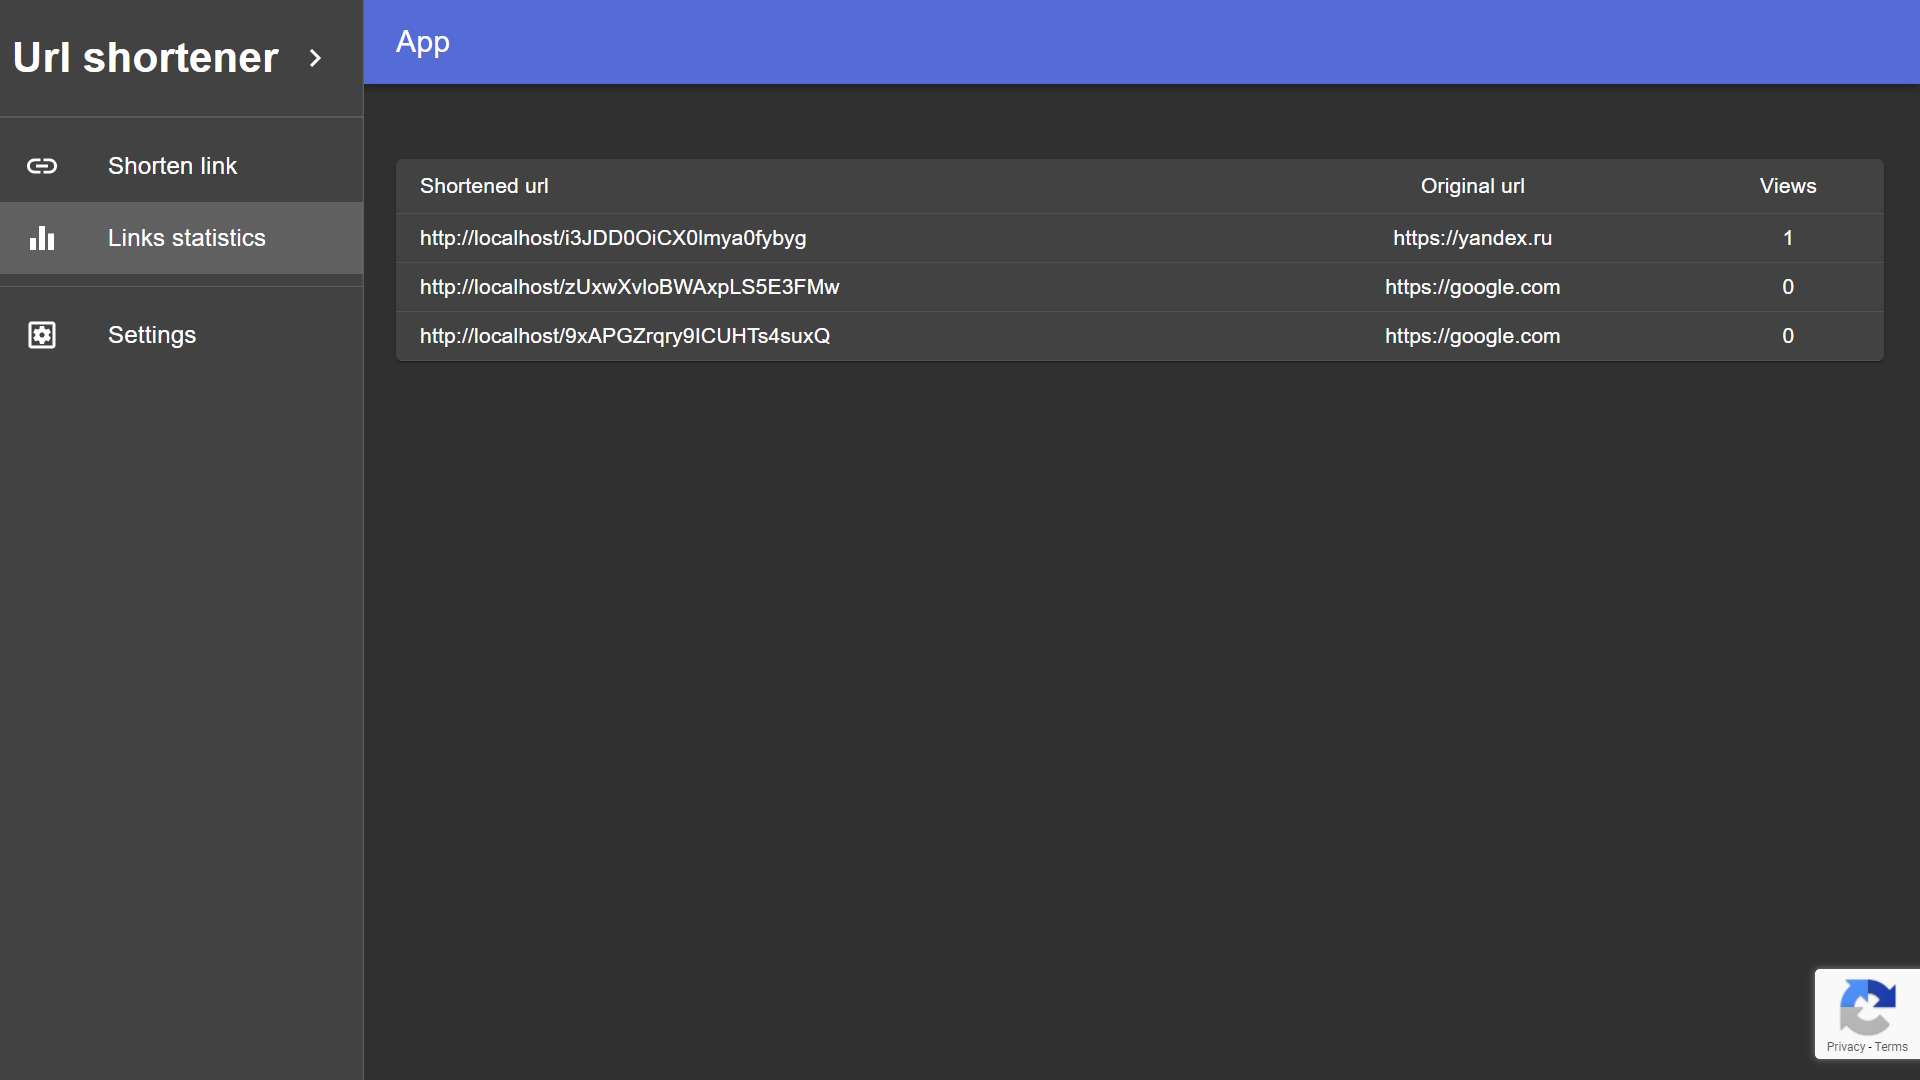 Url shortener
App
Shorten link
Links statistics
Settings
Shortened url Original url Views
http://localhost/i3JDD0OiCX0lmya0fybyg https://yandex.ru 1
http://localhost/zUxwXvloBWAxpLS5E3FMw https://google.com 0
http://localhost/9xAPGZrqry9ICUHTs4suxQ https://google.com 0
Privacy - Terms